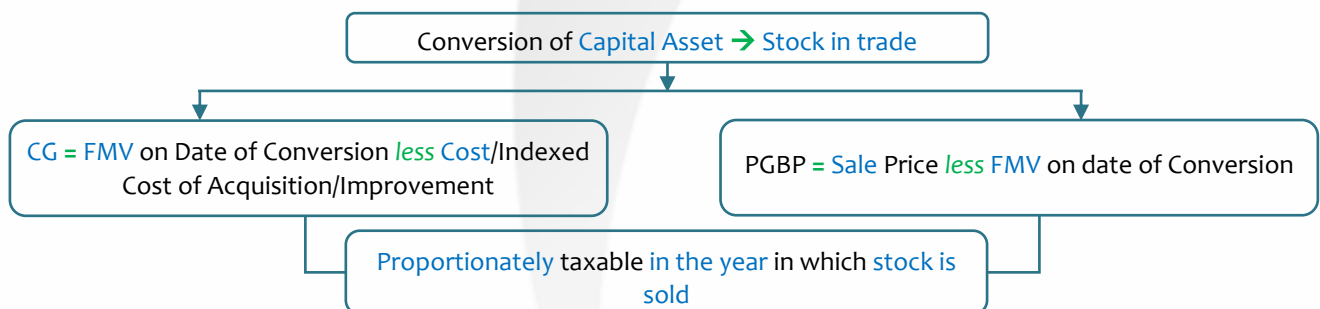 Conversion of Capital Asset → Stock in trade
CG = FMV on Date of Conversion less Cost/Indexed
Cost of Acquisition/Improvement
PGBP = Sale Price less FMV on date of Conversion
Proportionately taxable in the year in which stock is
sold